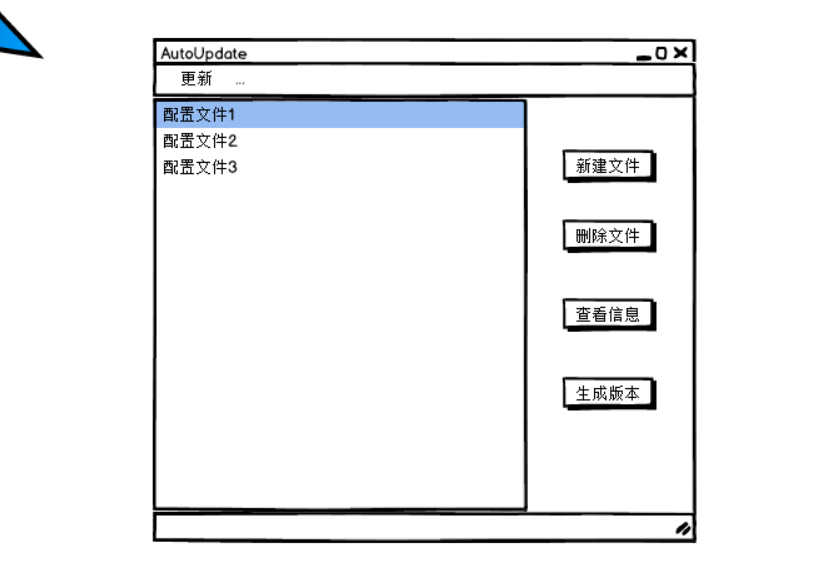 AutoUpdate
更新 ...
配置文件1
配置文件2
配置文件3
新建文件
删除文件
查看信息
生成版本